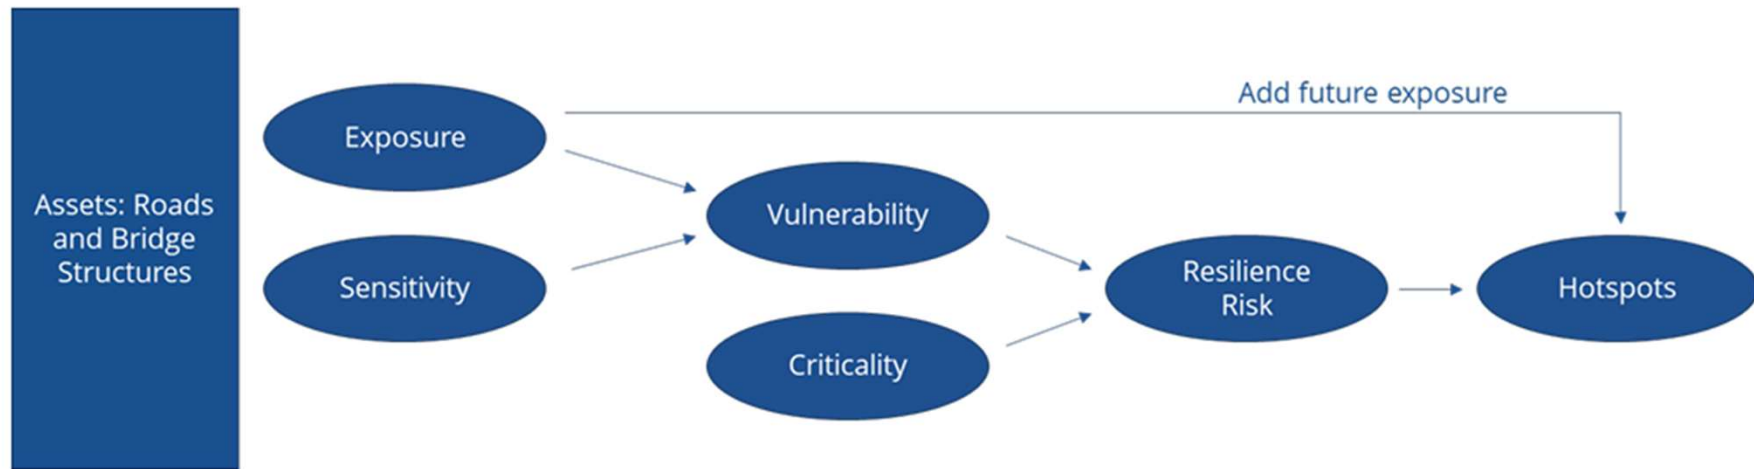 Assets: Roads
and Bridge
Structures
Exposure
Sensitivity
Vulnerability
Criticality
Add future exposure
Resilience
Risk
Hotspots